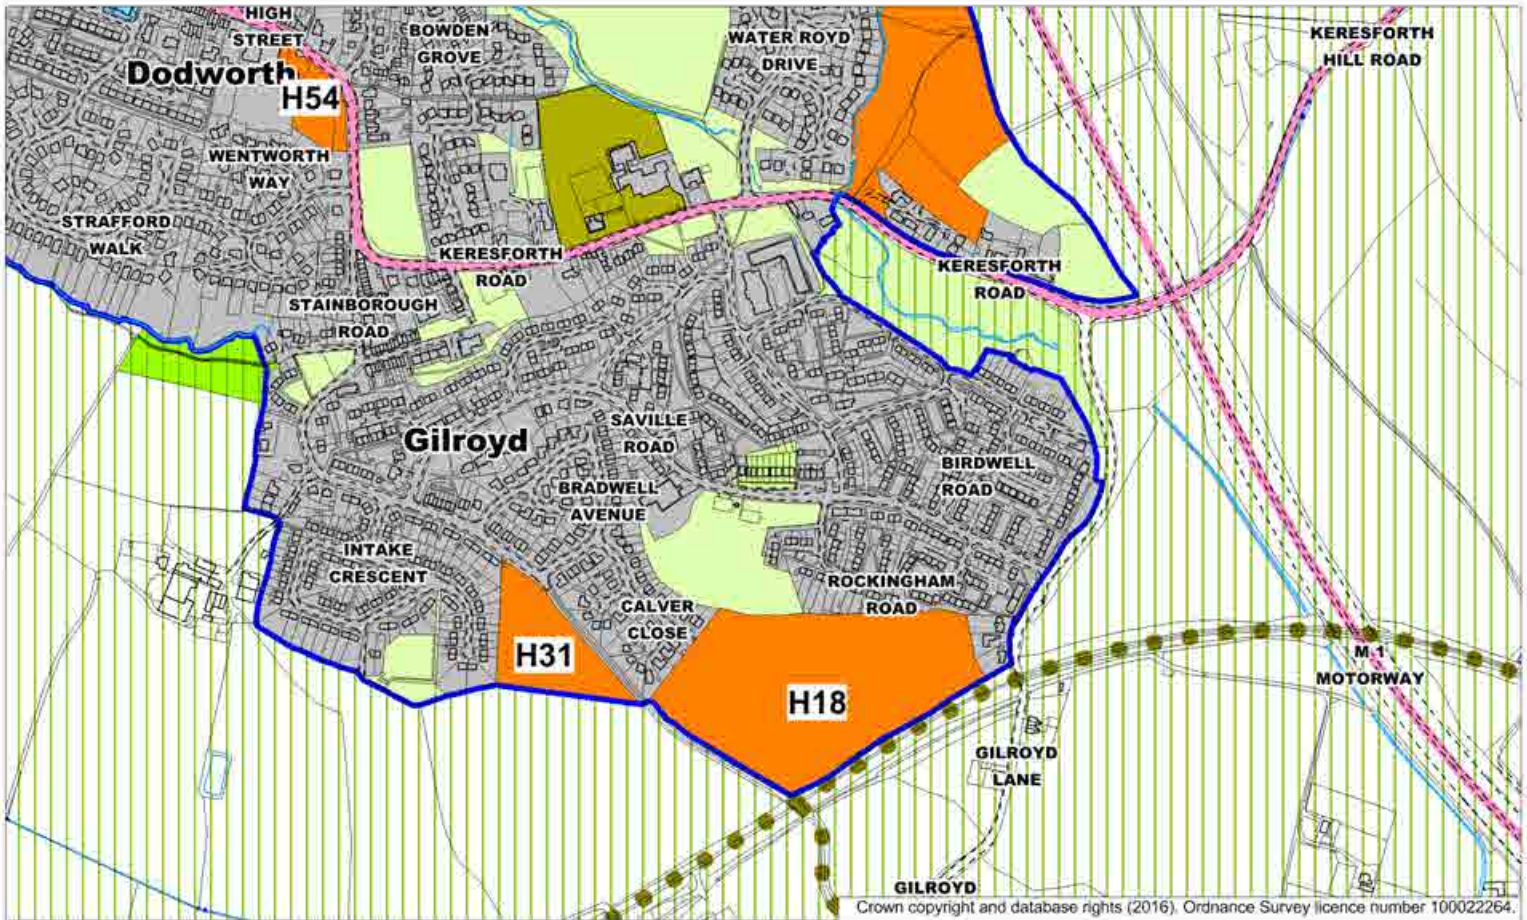 HIGH
STREET
BOWDEN
GROVE
WATER ROYD
DRIVE
KERESFORTH
HILL ROAD
Dodworth
H54
WENTWORTH
WAY
STRAFFORD
WALK
KERESFORTH
ROAD
KERESFORTH
ROAD
STAINBOROUGH
ROAD
SAVILLE
ROAD
Gilroyd
BIRDWELL
ROAD
BRADWELL
AVENUE
INTAKE
CRESCENT
ROCKINGHAM
ROAD
CALVER
CLOSE
H31
M 1
MOTORWAY
H18
GILROYD
LANE
GILROYD
Crown copyright and database rights (2016). Ordnance Survey licence number 100022264.